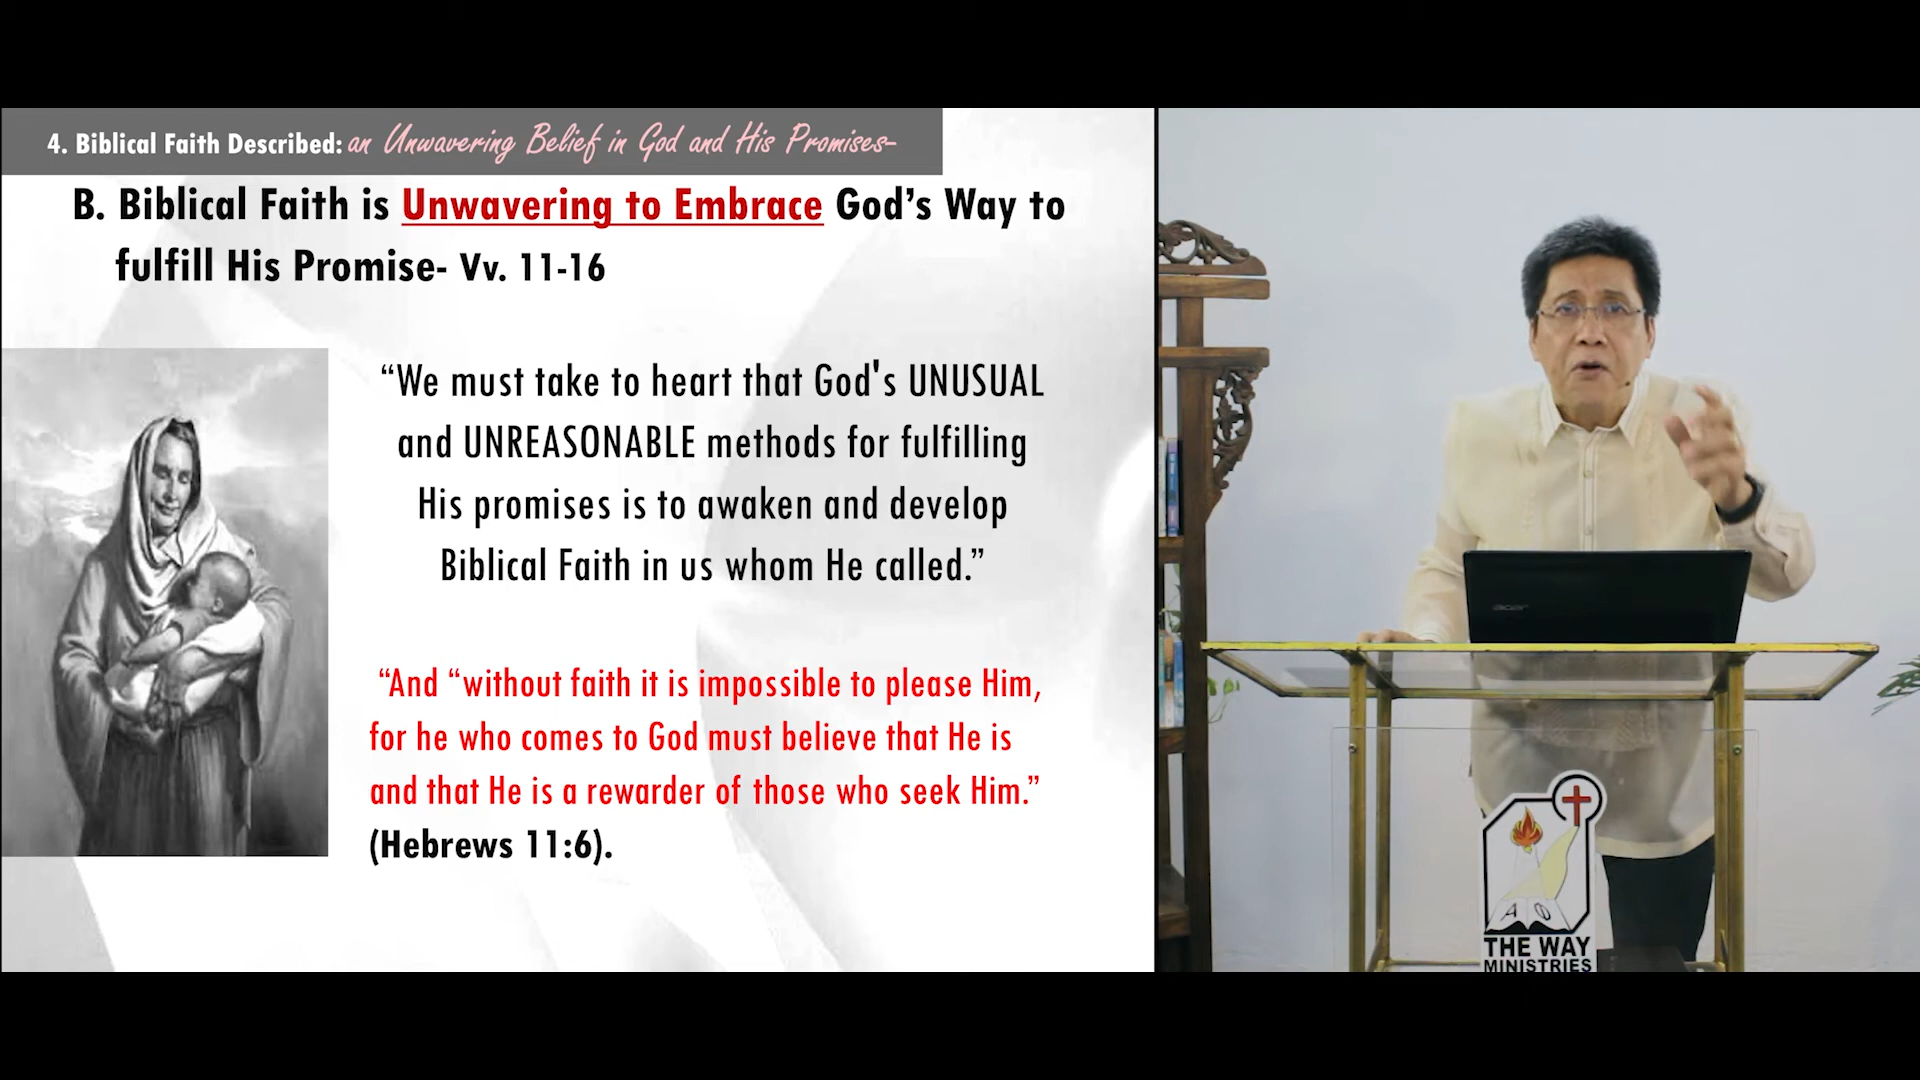 4. Biblical Faith Described: an Unwavering Belief in God and His Promises-
B. Biblical Faith is Unwavering to Embrace God’s Way to
fulfill His Promise- Vv. 11-16
“We must take to heart that God's UNUSUAL
and UNREASONABLE methods for fulfilling
His promises is to awaken and develop
Biblical Faith in us whom He called.”
“And “without faith it is impossible to please Him,
for he who comes to God must believe that He is
and that He is a rewarder of those who seek Him.”
(Hebrews 11:6).
acer
A Ω
THE WAY
MINISTRIES